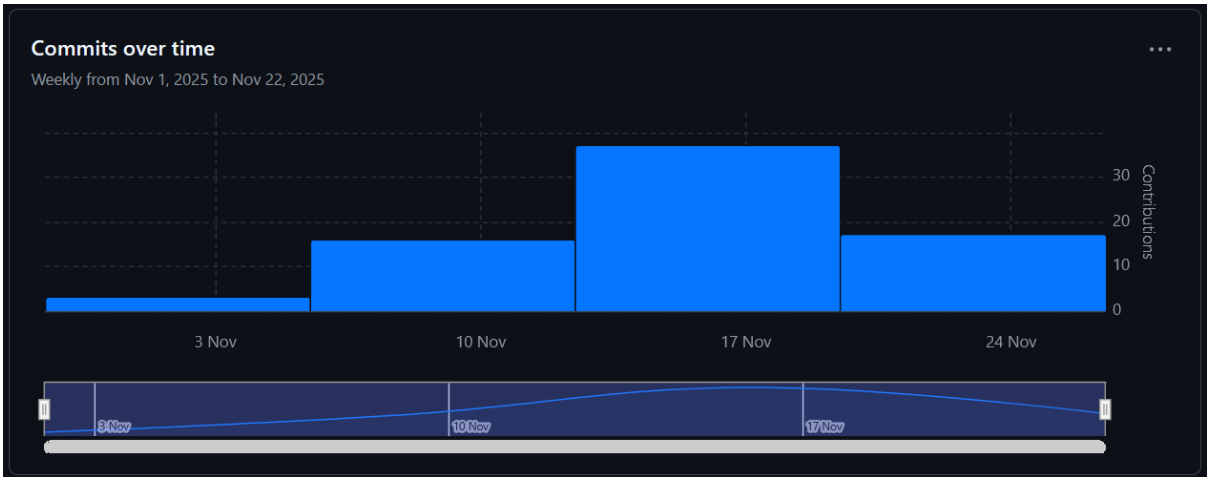 Commits over time
Weekly from Nov 1, 2025 to Nov 22, 2025
30
20
10
0
Contributions
3 Nov
10 Nov
17 Nov
24 Nov
3 Nov
10 Nov
17 Nov